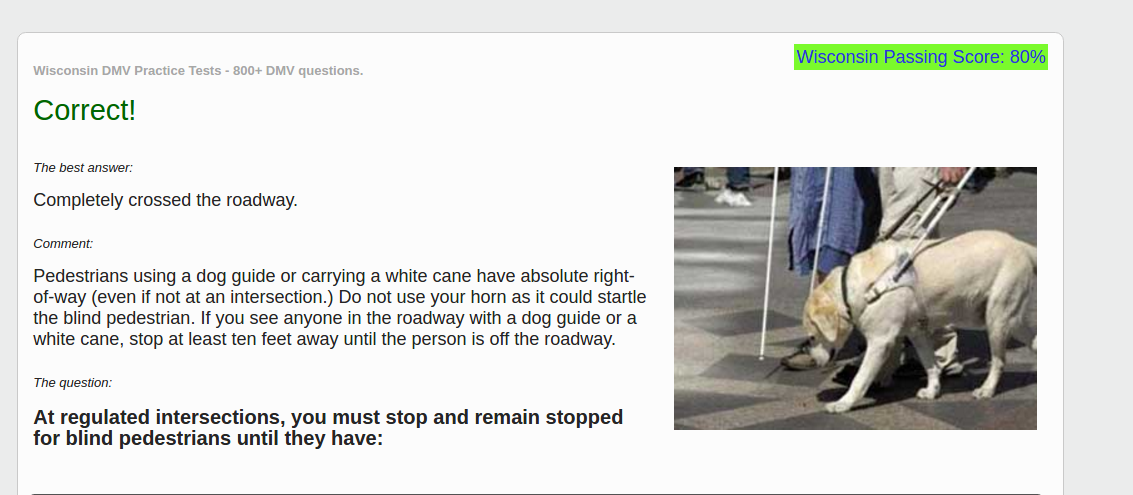 Wisconsin Passing Score: 80%
Wisconsin DMV Practice Tests - 800+ DMV questions.
Correct!
The best answer:
Completely crossed the roadway.
Comment:
Pedestrians using a dog guide or carrying a white cane have absolute right-
of-way (even if not at an intersection.) Do not use your horn as it could startle
the blind pedestrian. If you see anyone in the roadway with a dog guide or a
white cane, stop at least ten feet away until the person is off the roadway.
The question:
At regulated intersections, you must stop and remain stopped
for blind pedestrians until they have: